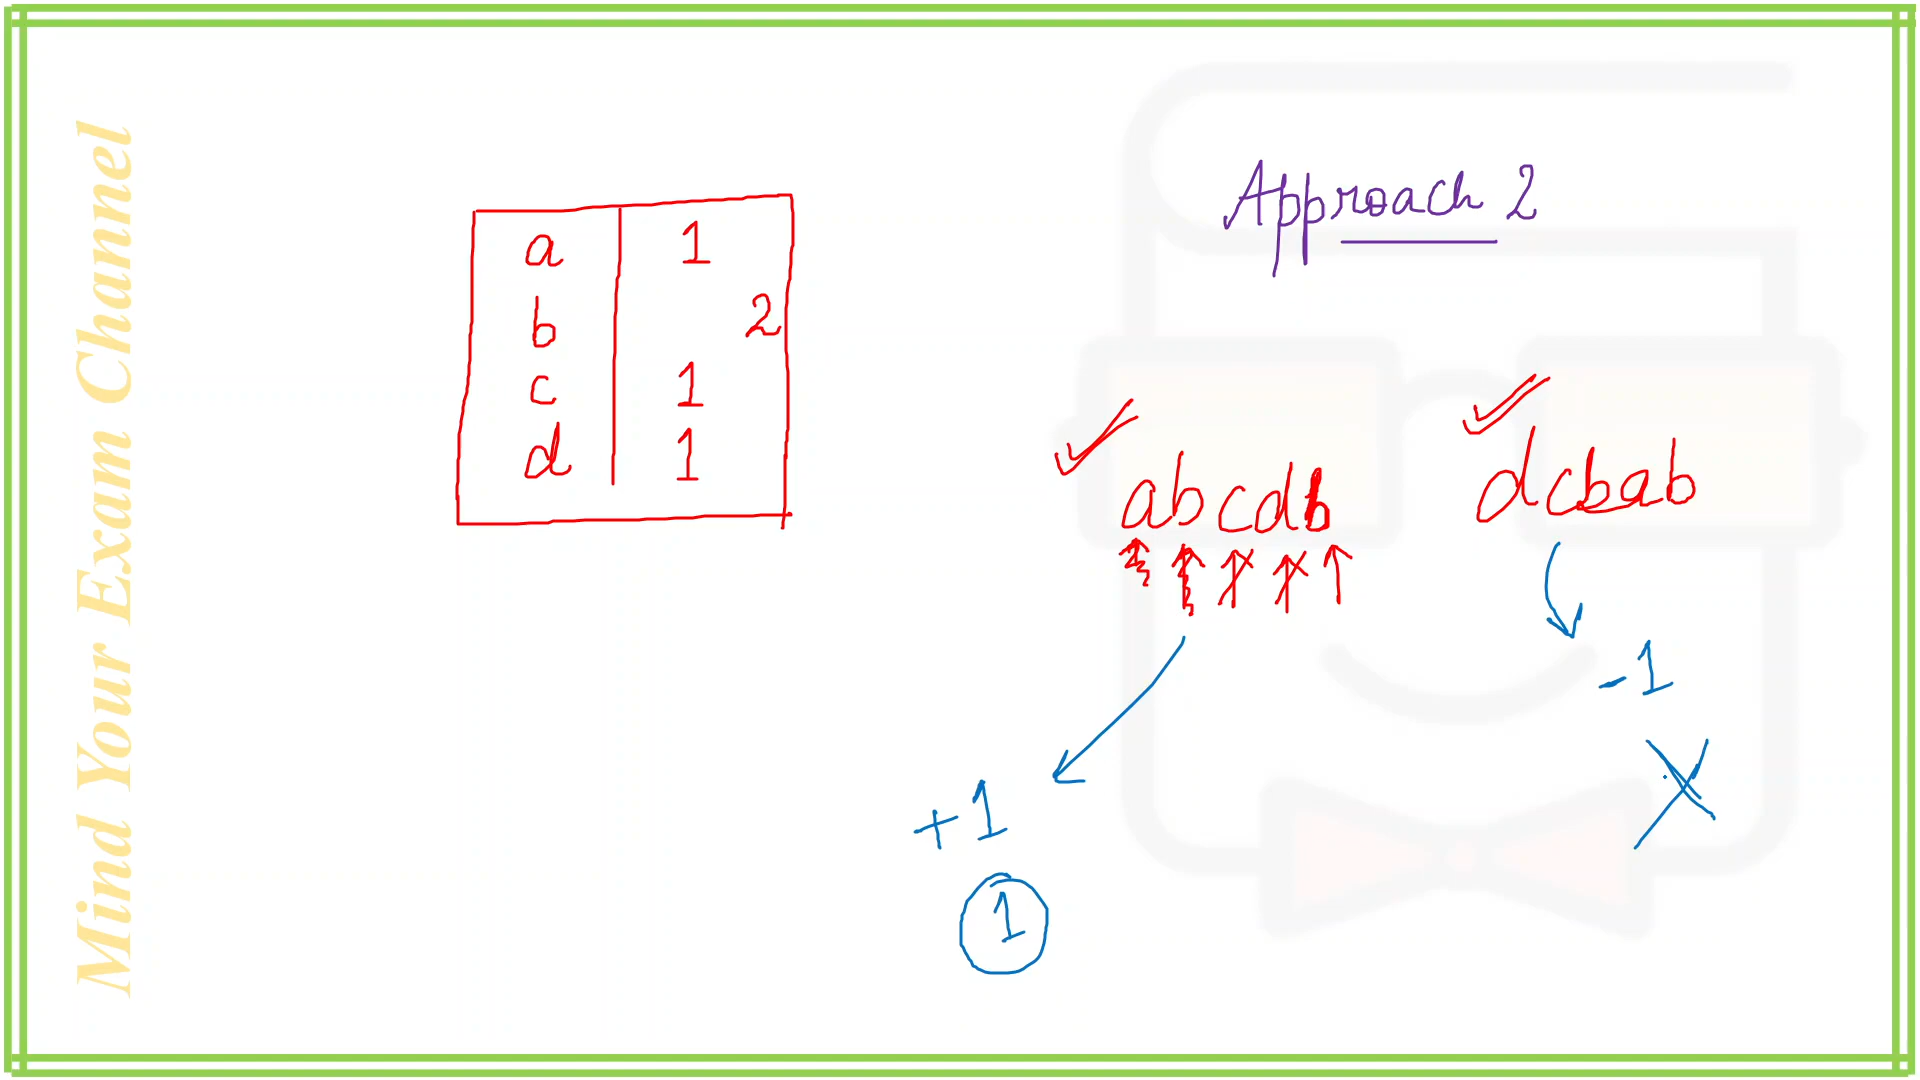 Mind Your Exam Channel
Approach 2
a 1
b 2
c 1
d 1
abcdb
dcbab
-1
+1
1